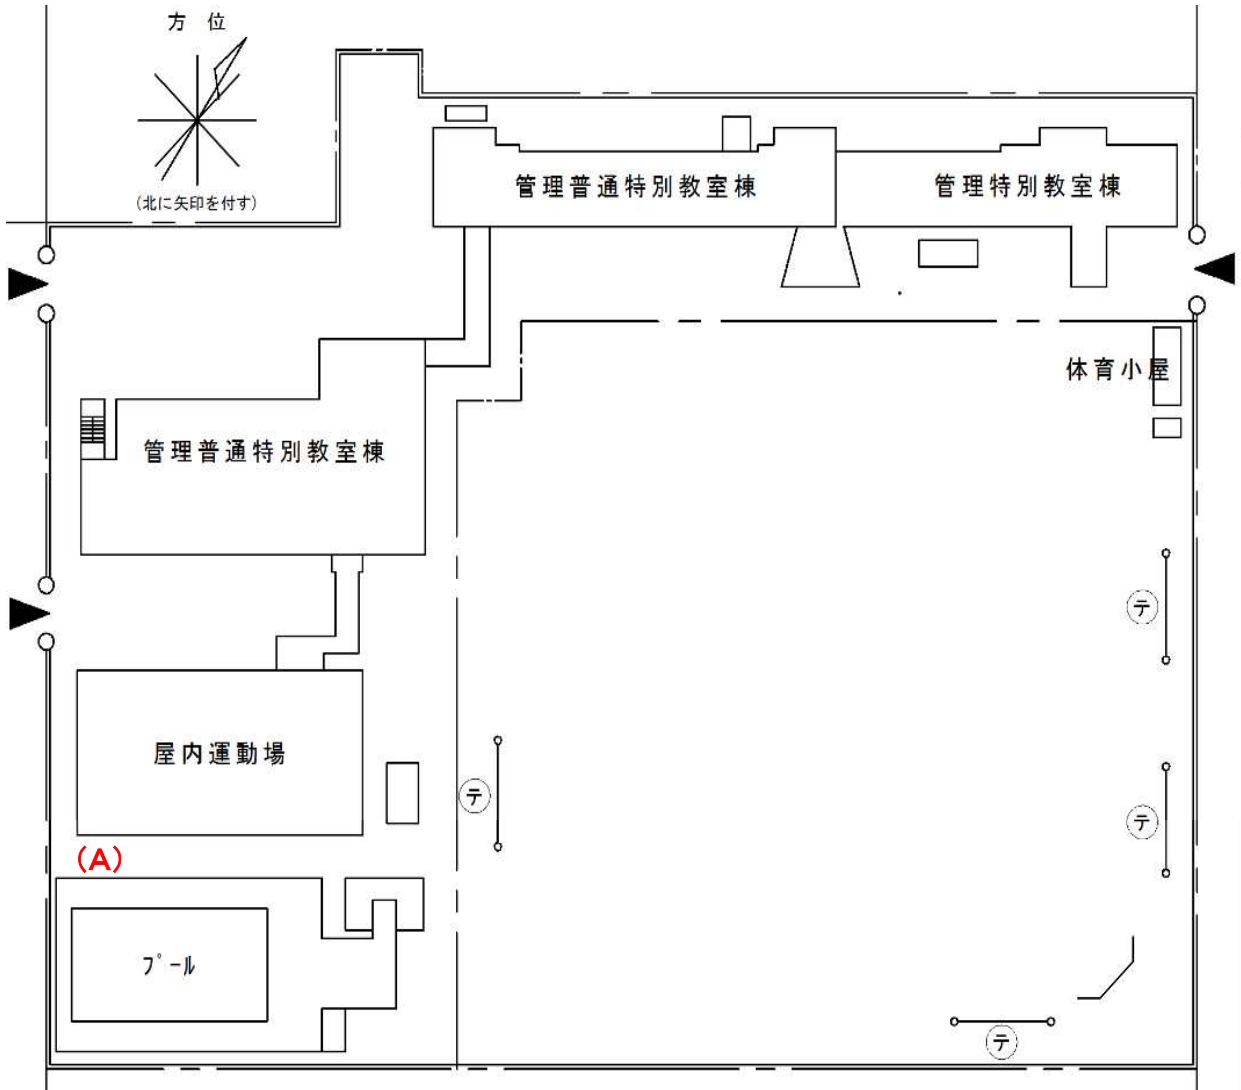 方 位
(北に矢印を付す)
管理普通特別教室棟
管理特別教室棟
体育小屋
管理普通特別教室棟
テ
屋内運動場
テ
テ
(A)
プール
テ